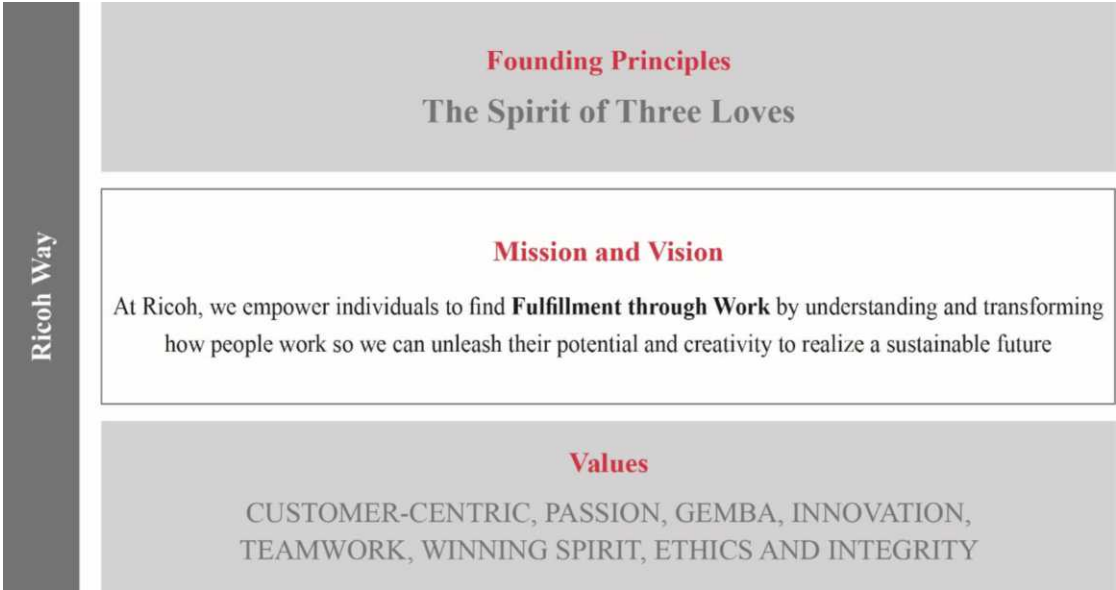 Ricoh Way
Founding Principles
The Spirit of Three Loves
Mission and Vision
At Ricoh, we empower individuals to find Fulfillment through Work by understanding and transforming
how people work so we can unleash their potential and creativity to realize a sustainable future
Values
CUSTOMER-CENTRIC, PASSION, GEMBA, INNOVATION,
TEAMWORK, WINNING SPIRIT, ETHICS AND INTEGRITY